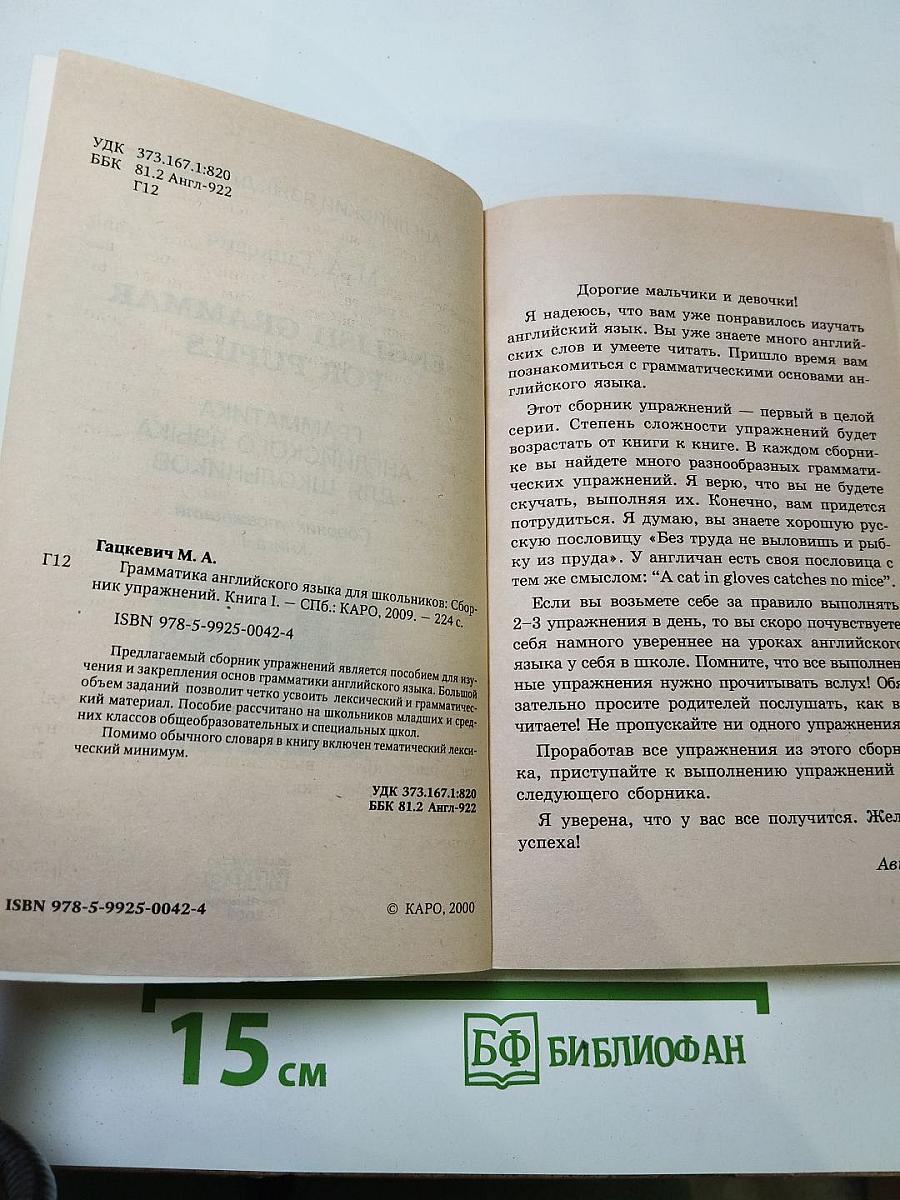 УДК 373.167.1:820
ББК 81.2 Англ-922
Г12
Гацкевич М. А.
Г12 Грамматика английского языка для школьников: Сбор-
ник упражнений. Книга I. — СПб.: КАРО, 2009. — 224 с.
ISBN 978-5-9925-0042-4
Предлагаемый сборник упражнений является пособием для изу-
чения и закрепления основ грамматики английского языка. Большой
объем заданий позволит четко усвоить лексический и грамматичес-
кий материал. Пособие рассчитано на школьников младших и сред-
них классов общеобразовательных и специальных школ.
Помимо обычного словаря в книгу включен тематический лекси-
ческий минимум.
УДК 373.167.1:820
ББК 81.2 Англ-922
ISBN 978-5-9925-0042-4
© КАРО, 2000
Дорогие мальчики и девочки!
Я надеюсь, что вам уже понравилось изучать
английский язык. Вы уже знаете много англий-
ских слов и умеете читать. Пришло время вам
познакомиться с грамматическими основами ан-
глийского языка.
Этот сборник упражнений — первый в целой
серии. Степень сложности упражнений будет
возрастать от книги к книге. В каждом сборни-
ке вы найдете много разнообразных граммати-
ческих упражнений. Я верю, что вы не будете
скучать, выполняя их. Конечно, вам придется
потрудиться. Я думаю, вы знаете хорошую рус-
скую пословицу «Без труда не выловишь и рыб-
ку из пруда». У англичан есть своя пословица с
тем же смыслом: “A cat in gloves catches no mice”.
Если вы возьмете себе за правило выполнять
2–3 упражнения в день, то вы скоро почувствуете
себя намного увереннее на уроках английского
языка у себя в школе. Помните, что все выполнен-
ные упражнения нужно прочитывать вслух! Обя-
зательно просите родителей послушать, как в
читаете! Не пропускайте ни одного упражнения
Проработав все упражнения из этого сборн
ка, приступайте к выполнению упражнений
следующего сборника.
Я уверена, что у вас все получится. Жел
успеха!
Ав
15 см
БФ БИБЛИОФАН